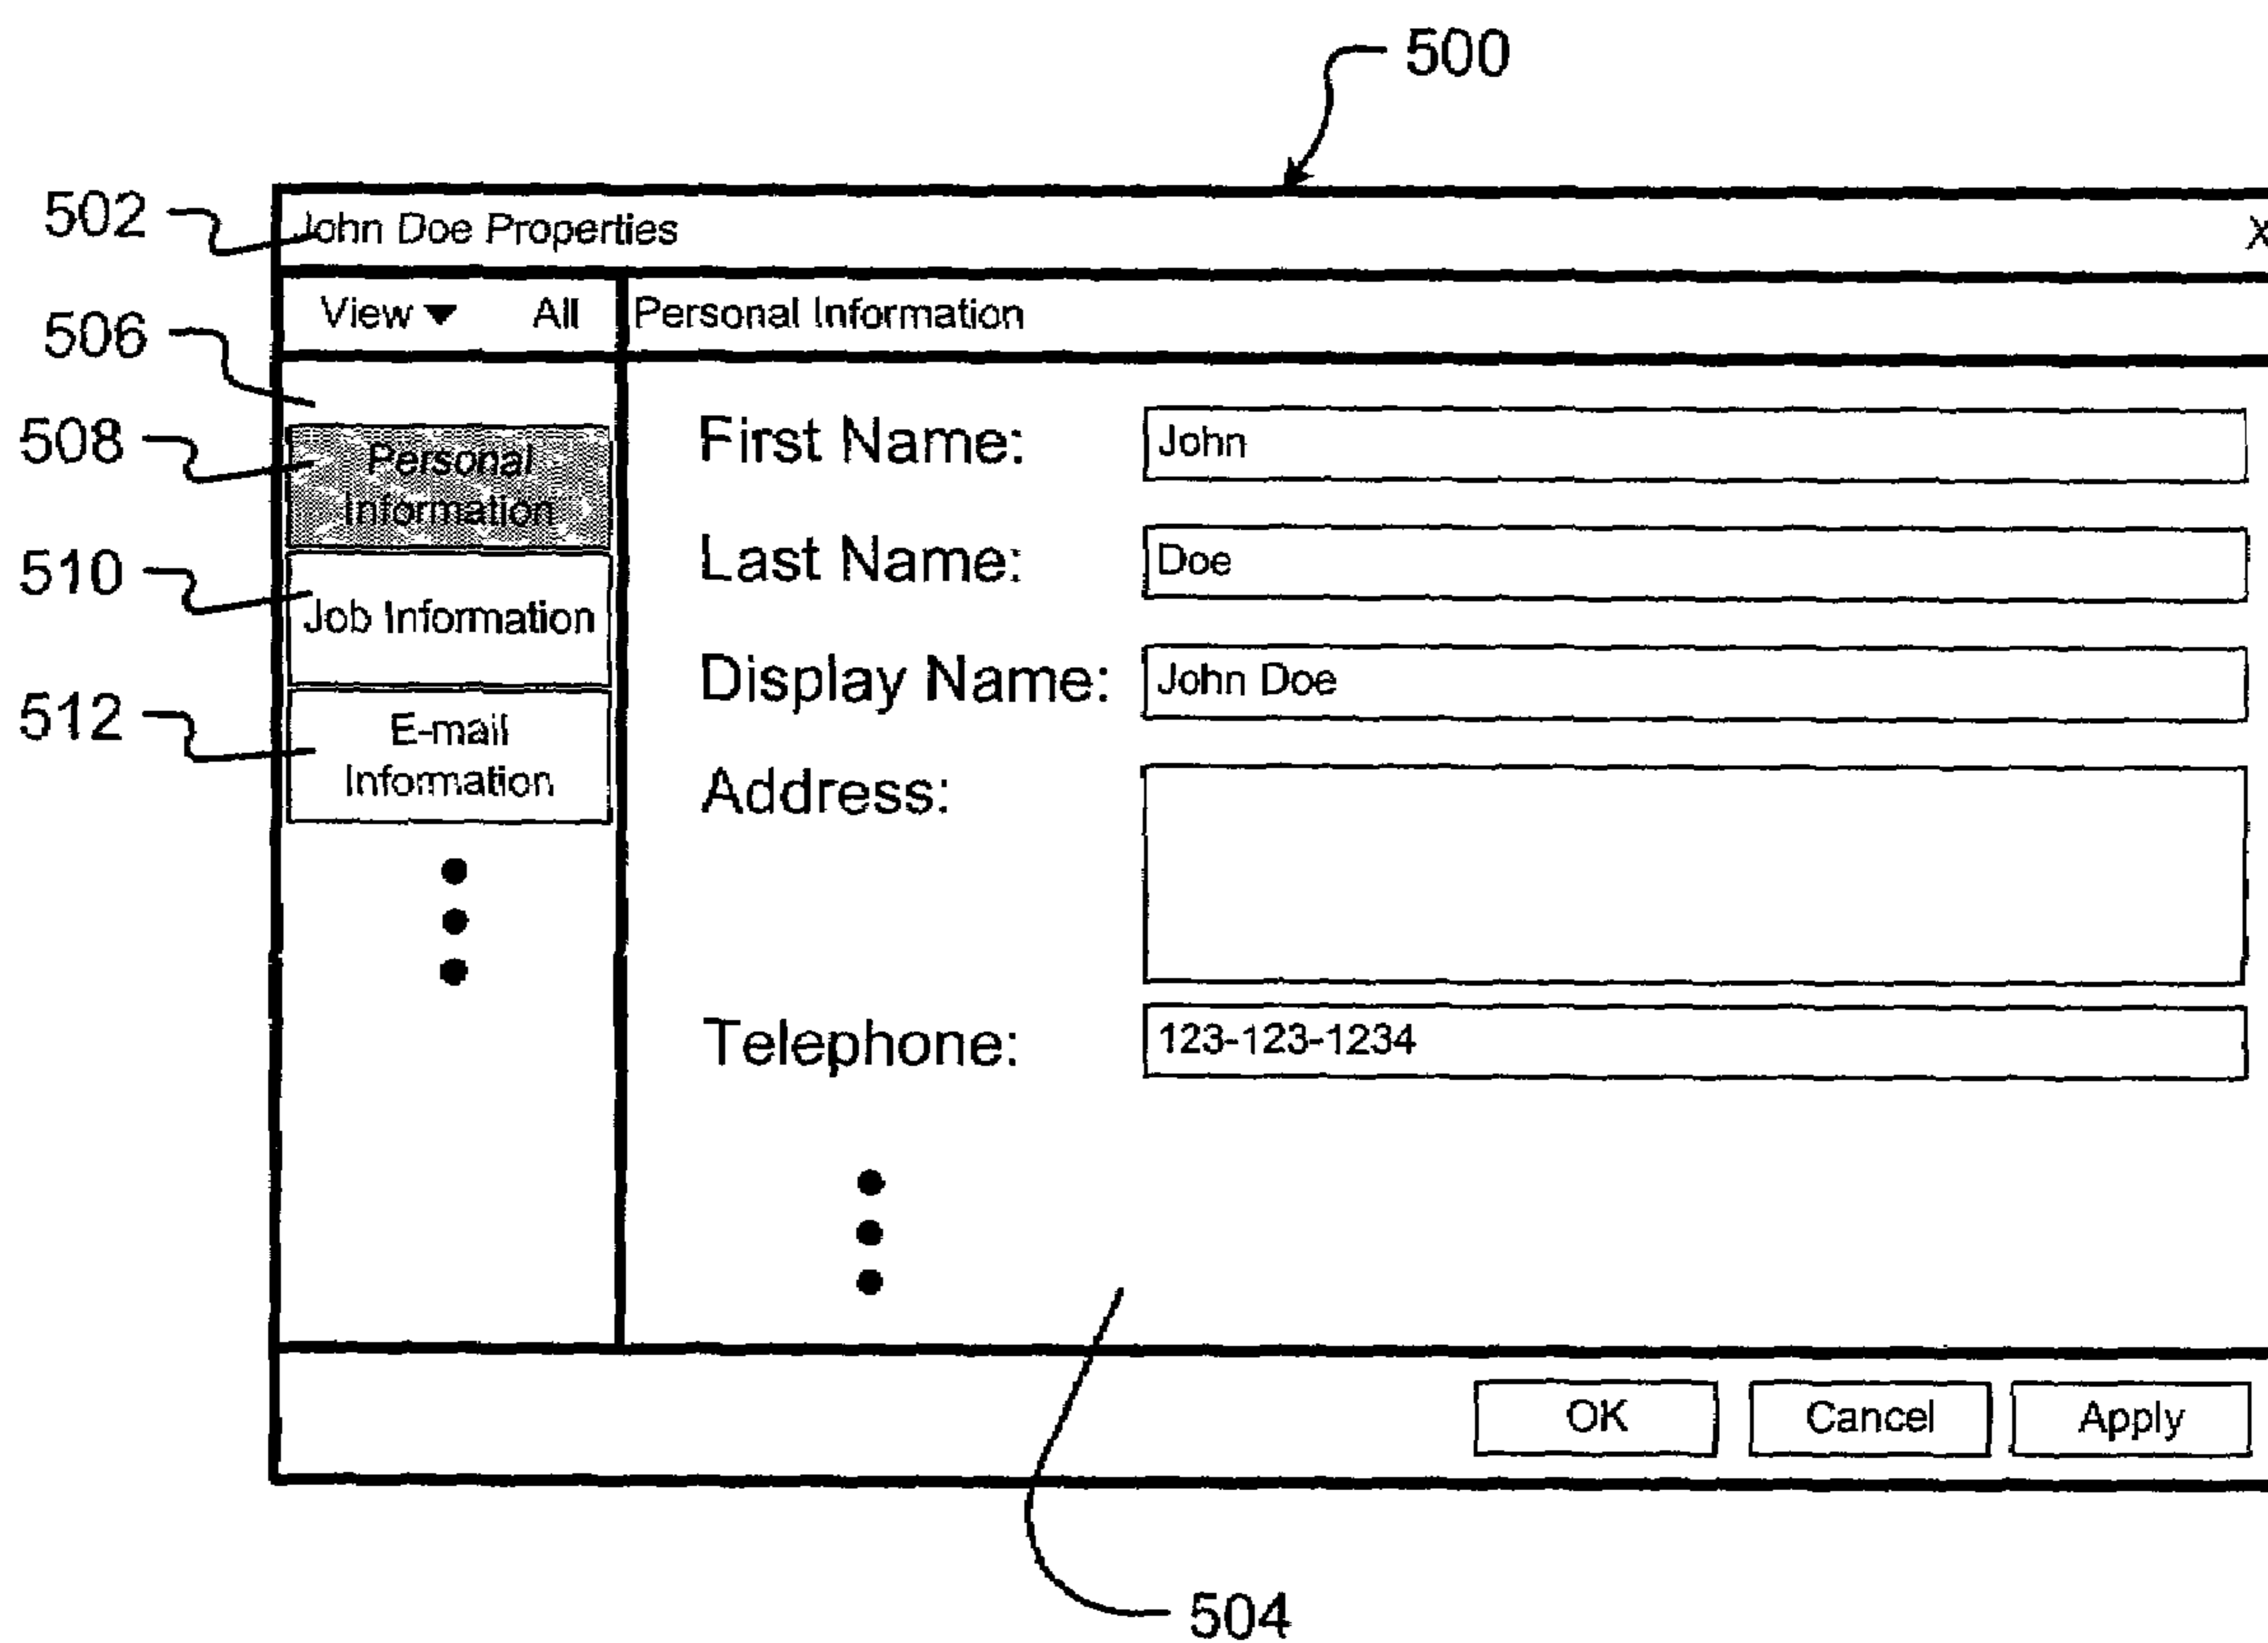 500
502
John Doe Properties X
506
View ▼ All
Personal Information
508
Personal
Information
510
Job Information
512
E-mail
Information
First Name: John
Last Name: Doe
Display Name: John Doe
Address:
Telephone: 123-123-1234
OK Cancel Apply
504